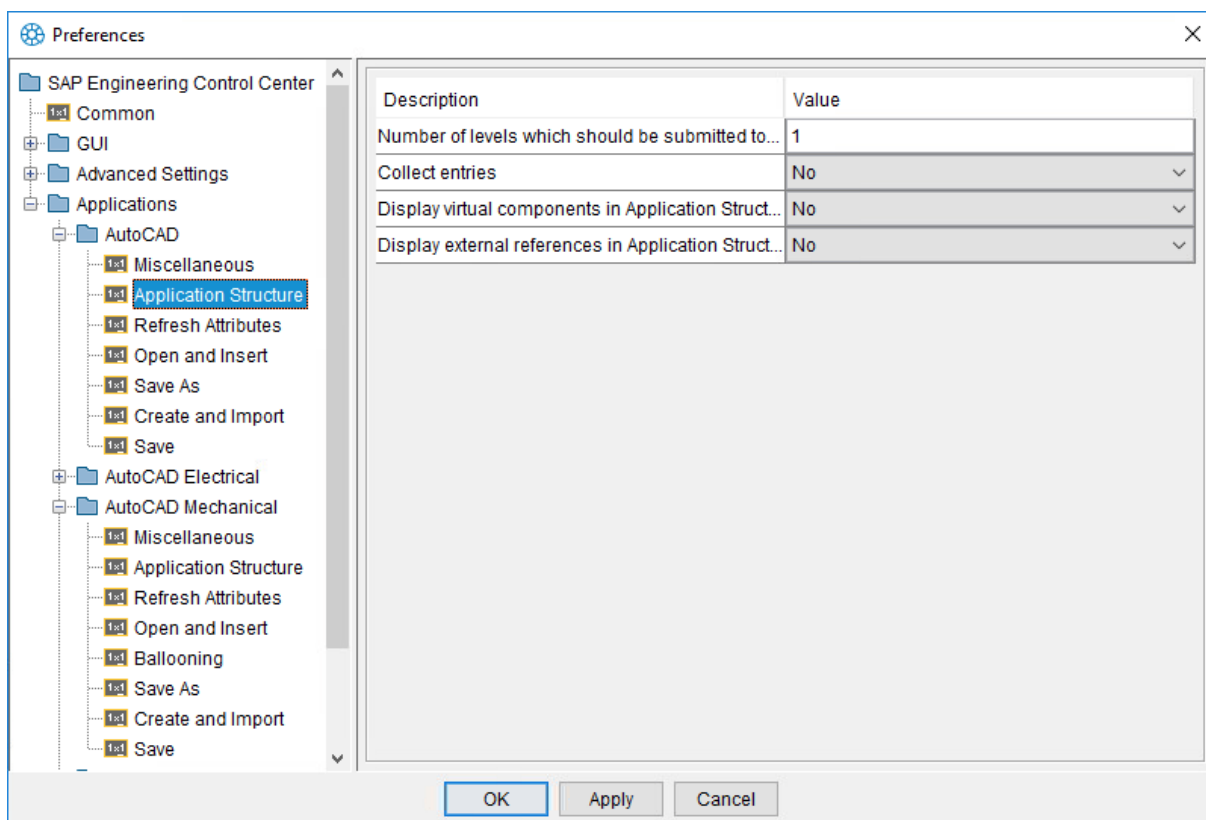 Preferences
SAP Engineering Control Center
Common
GUI
Advanced Settings
Applications
AutoCAD
Miscellaneous
Application Structure
Refresh Attributes
Open and Insert
Save As
Create and Import
Save
AutoCAD Electrical
AutoCAD Mechanical
Miscellaneous
Application Structure
Refresh Attributes
Open and Insert
Ballooning
Save As
Create and Import
Save
Description Value
Number of levels which should be submitted to... 1
Collect entries No
Display virtual components in Application Struct... No
Display external references in Application Struct... No
OK Apply Cancel